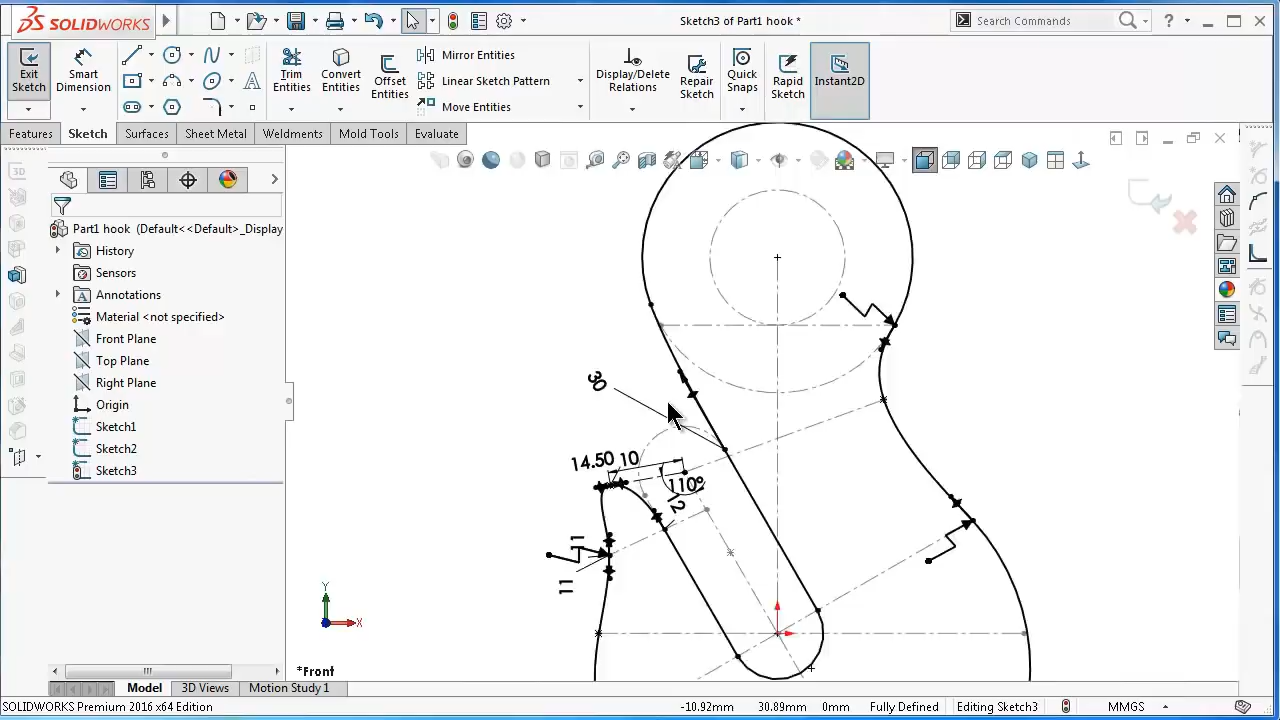 SOLIDWORKS
Sketch3 of Part1 hook *
Search Commands
Exit Sketch
Smart Dimension
Trim Entities
Convert Entities
Offset Entities
Mirror Entities
Linear Sketch Pattern
Move Entities
Display/Delete Relations
Repair Sketch
Quick Snaps
Rapid Sketch
Instant2D
Features
Sketch
Surfaces
Sheet Metal
Weldments
Mold Tools
Evaluate
Part1 hook (Default<<Default>_Display
History
Sensors
Annotations
Material <not specified>
Front Plane
Top Plane
Right Plane
Origin
Sketch1
Sketch2
Sketch3
30
14.50 10
110°
12
11
11
Y
X
*Front
Model
3D Views
Motion Study 1
SOLIDWORKS Premium 2016 x64 Edition
-10.92mm
30.89mm
0mm
Fully Defined
Editing Sketch3
MMGS